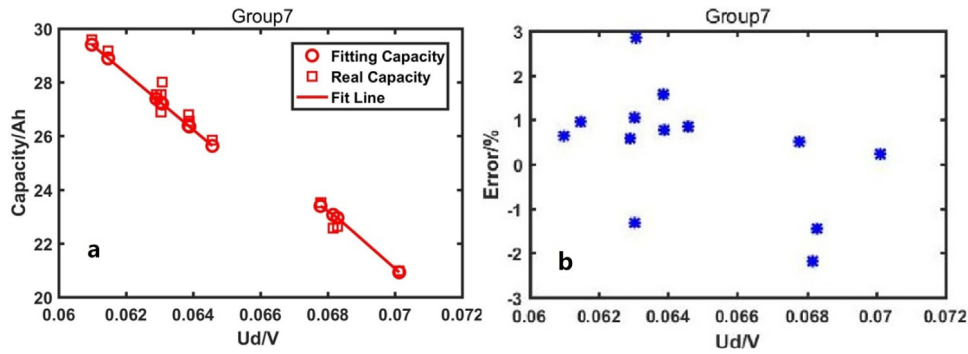 Group7
Capacity/Ah
30
28
26
24
22
20
Fitting Capacity
Real Capacity
Fit Line
a
0.06 0.062 0.064 0.066 0.068 0.07 0.072
Ud/V
Group7
Error/%
3
2
1
0
-1
-2
-3
b
0.06 0.062 0.064 0.066 0.068 0.07 0.072
Ud/V